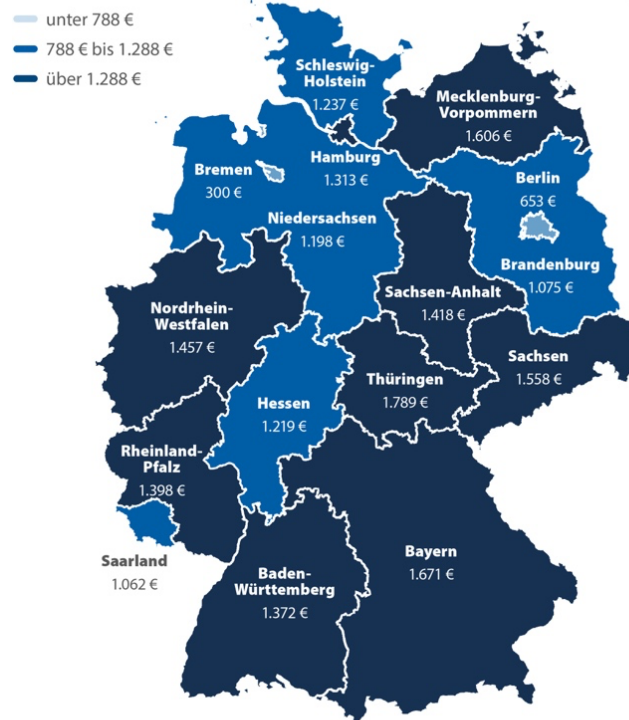 unter 788 €
788 € bis 1.288 €
über 1.288 €
Schleswig-
Holstein
1.237 €
Mecklenburg-
Vorpommern
1.606 €
Hamburg
1.313 €
Bremen
300 €
Berlin
653 €
Niedersachsen
1.198 €
Brandenburg
1.075 €
Sachsen-Anhalt
1.418 €
Nordrhein-
Westfalen
1.457 €
Sachsen
1.558 €
Thüringen
1.789 €
Hessen
1.219 €
Rheinland-
Pfalz
1.398 €
Saarland
1.062 €
Bayern
1.671 €
Baden-
Württemberg
1.372 €